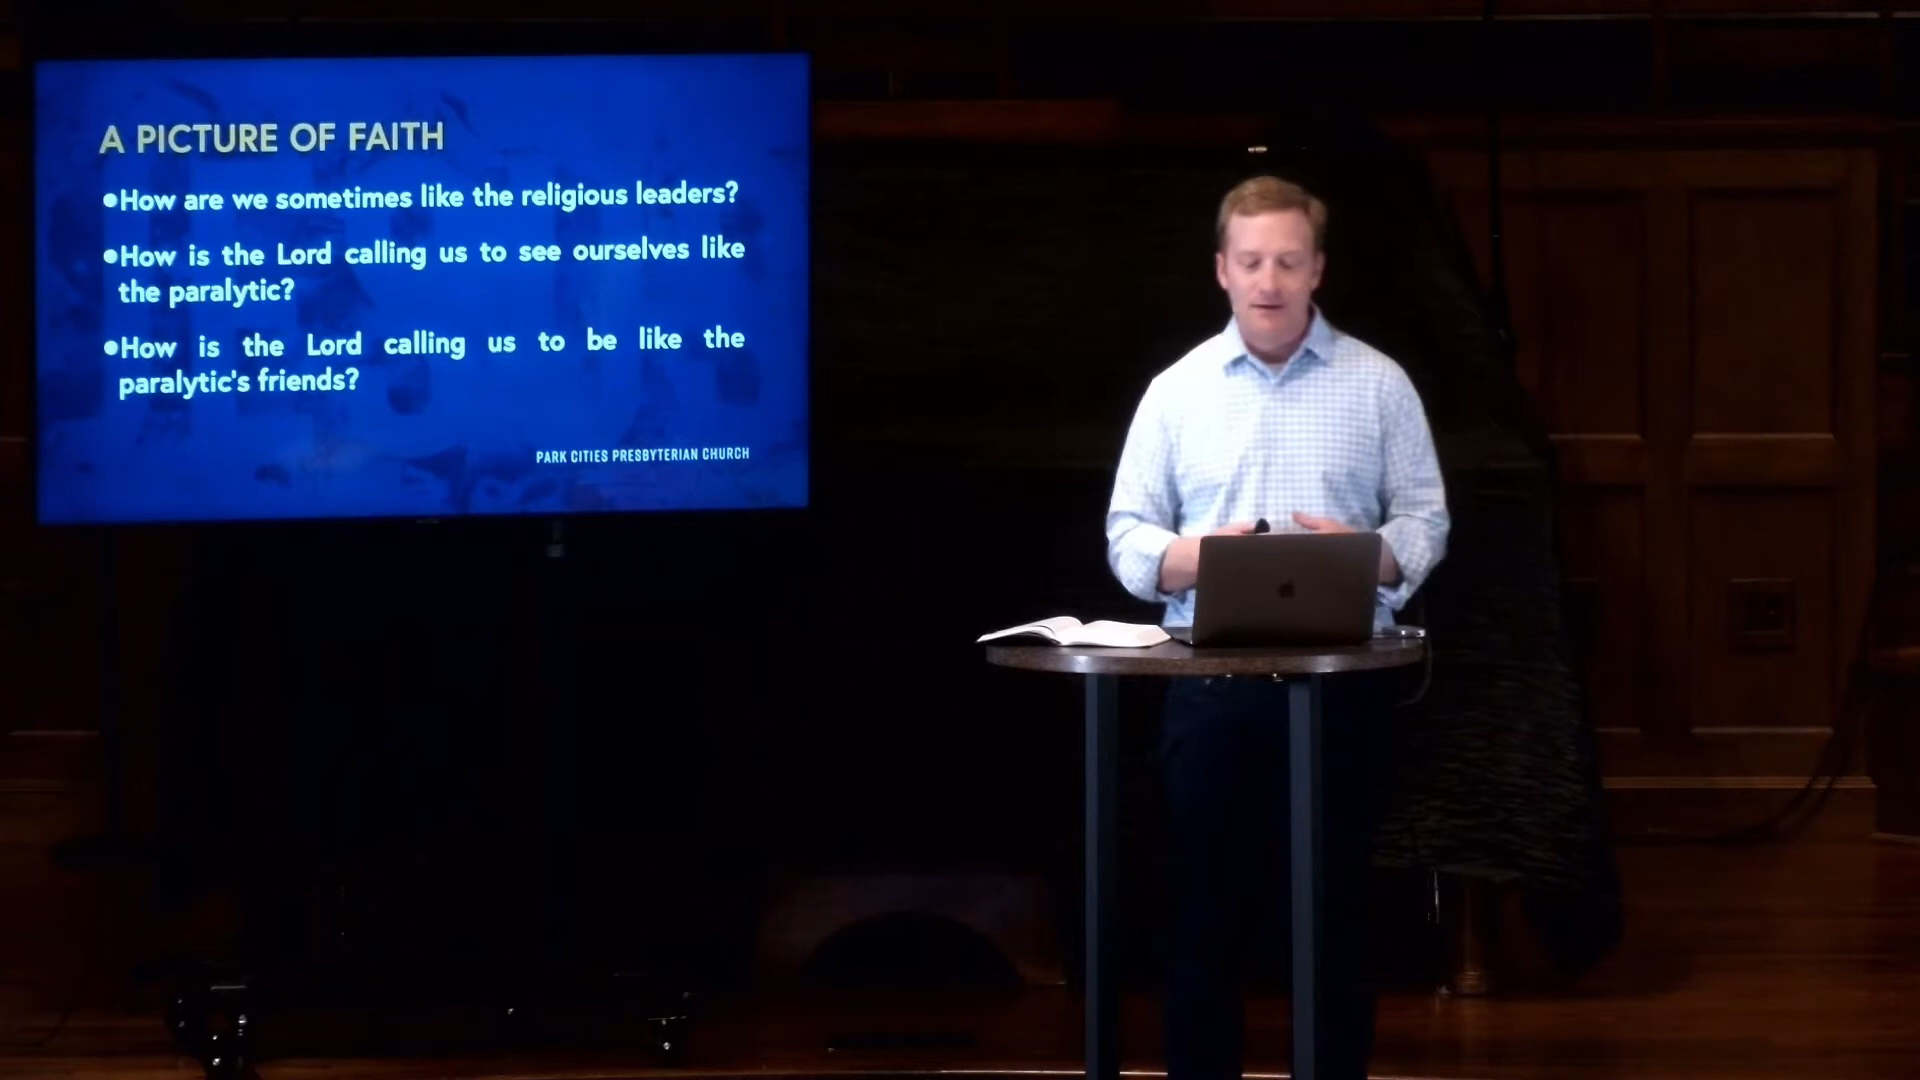 A PICTURE OF FAITH
•How are we sometimes like the religious leaders?
•How is the Lord calling us to see ourselves like
the paralytic?
•How is the Lord calling us to be like the
paralytic's friends?
PARK CITIES PRESBYTERIAN CHURCH